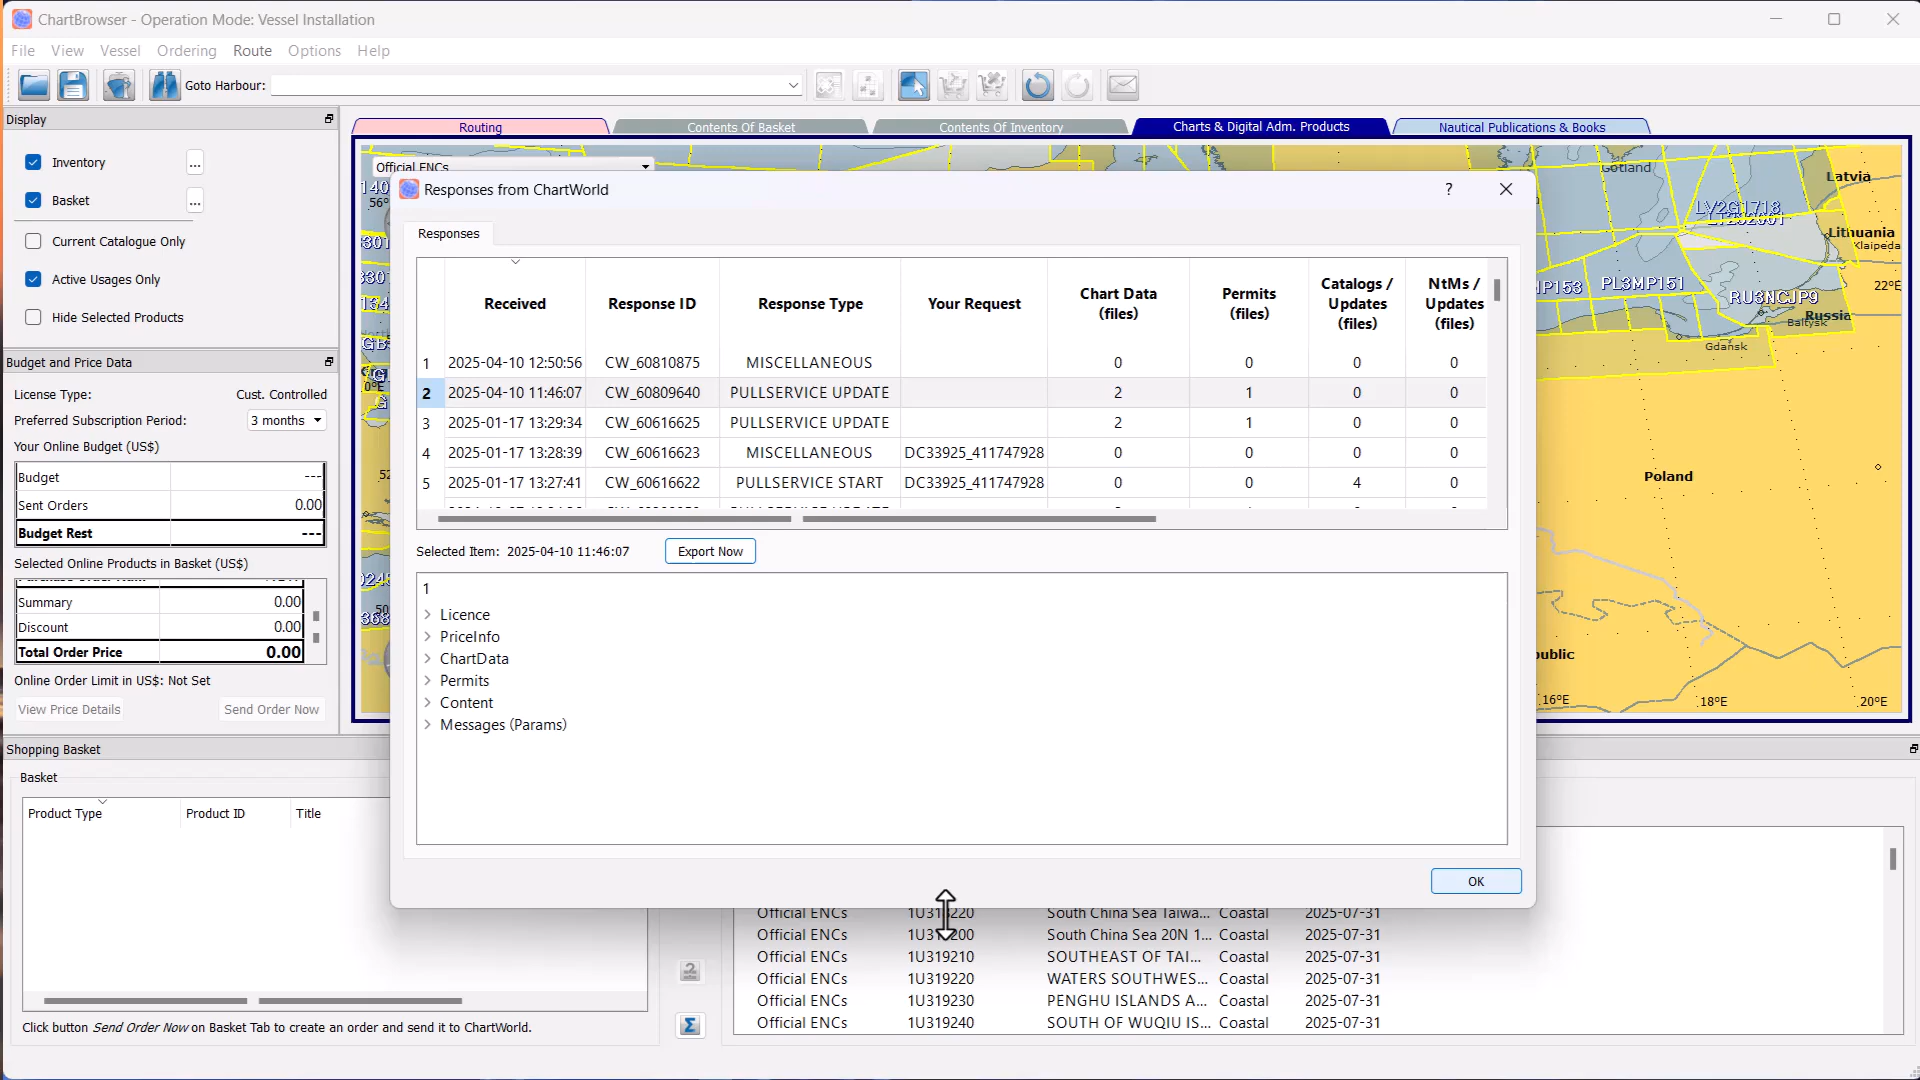 ChartBrowser - Operation Mode: Vessel Installation
File View Vessel Ordering Route Options Help
Goto Harbour:
Display
Inventory ...
Basket ...
Current Catalogue Only
Active Usages Only
Hide Selected Products
Budget and Price Data
License Type: Cust. Controlled
Preferred Subscription Period: 3 months
Your Online Budget (US$)
Budget ---
Sent Orders 0.00
Budget Rest ---
Selected Online Products in Basket (US$)
Summary 0.00
Discount 0.00
Total Order Price 0.00
Online Order Limit in US$: Not Set
View Price Details Send Order Now
Routing Contents Of Basket Contents Of Inventory Charts & Digital Adm. Products Nautical Publications & Books
Official ENCs
Gotland
Latvia
LV2G1718
Lithuania
Klaipeda
PL3MP151
RU3NCJP9
22°E
Russia
Baltysk
Gdansk
Poland
16°E 18°E 20°E
Responses from ChartWorld ?
Responses
Received Response ID Response Type Your Request Chart Data (files) Permits (files) Catalogs / Updates (files) NtMs / Updates (files)
1 2025-04-10 12:50:56 CW_60810875 MISCELLANEOUS 0 0 0 0
2 2025-04-10 11:46:07 CW_60809640 PULLSERVICE UPDATE 2 1 0 0
3 2025-01-17 13:29:34 CW_60616625 PULLSERVICE UPDATE 2 1 0 0
4 2025-01-17 13:28:39 CW_60616623 MISCELLANEOUS DC33925_411747928 0 0 0 0
5 2025-01-17 13:27:41 CW_60616622 PULLSERVICE START DC33925_411747928 0 0 4 0
Selected Item: 2025-04-10 11:46:07 Export Now
1
Licence
PriceInfo
ChartData
Permits
Content
Messages (Params)
OK
Shopping Basket
Basket
Product Type Product ID Title
Click button Send Order Now on Basket Tab to create an order and send it to ChartWorld.
Official ENCs South China Sea Taiwa... Coastal 2025-07-31
Official ENCs South China Sea 20N 1... Coastal 2025-07-31
Official ENCs 1U319210 SOUTHEAST OF TAI... Coastal 2025-07-31
Official ENCs 1U319220 WATERS SOUTHWES... Coastal 2025-07-31
Official ENCs 1U319230 PENGHU ISLANDS A... Coastal 2025-07-31
Official ENCs 1U319240 SOUTH OF WUQIU IS... Coastal 2025-07-31